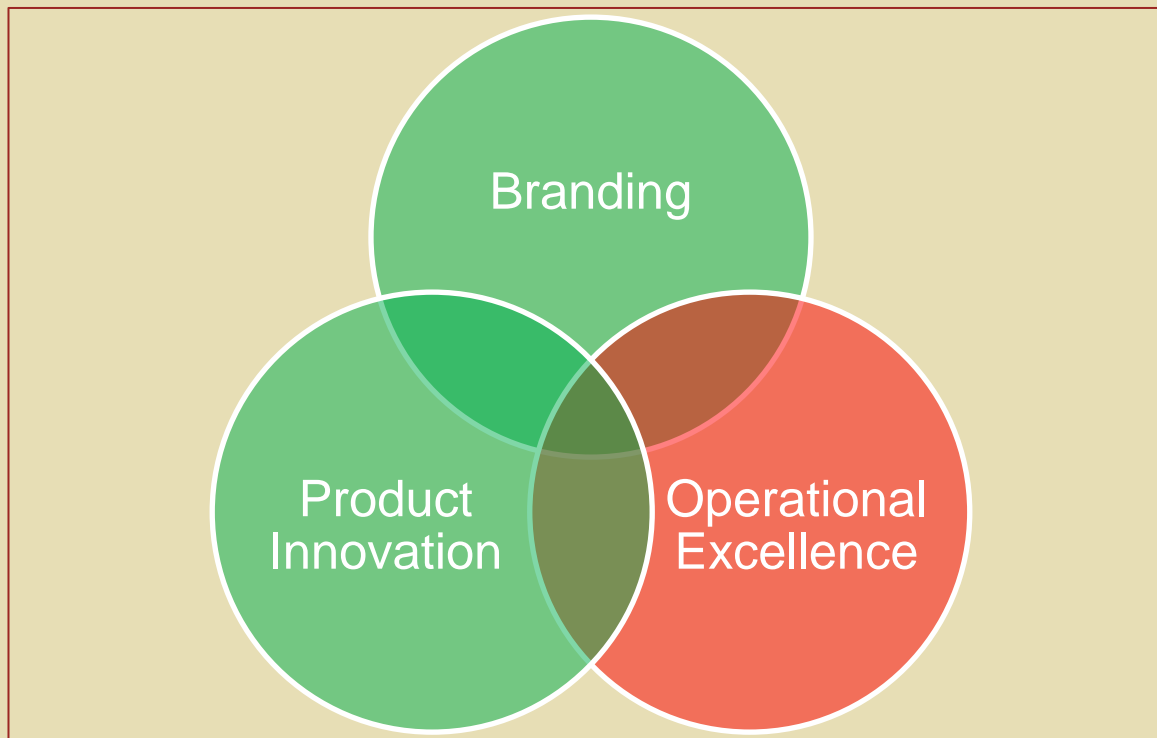 Branding
Product
Innovation
Operational
Excellence